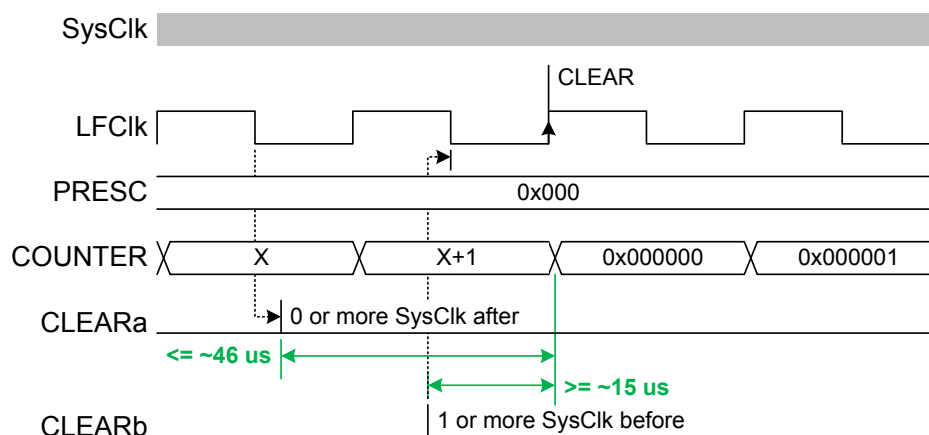 SysClk
CLEAR
LFClk
PRESC
0x000
COUNTER
X
X+1
0x000000
0x000001
CLEARa
0 or more SysClk after
<= ~46 us
>= ~15 us
CLEARb
1 or more SysClk before